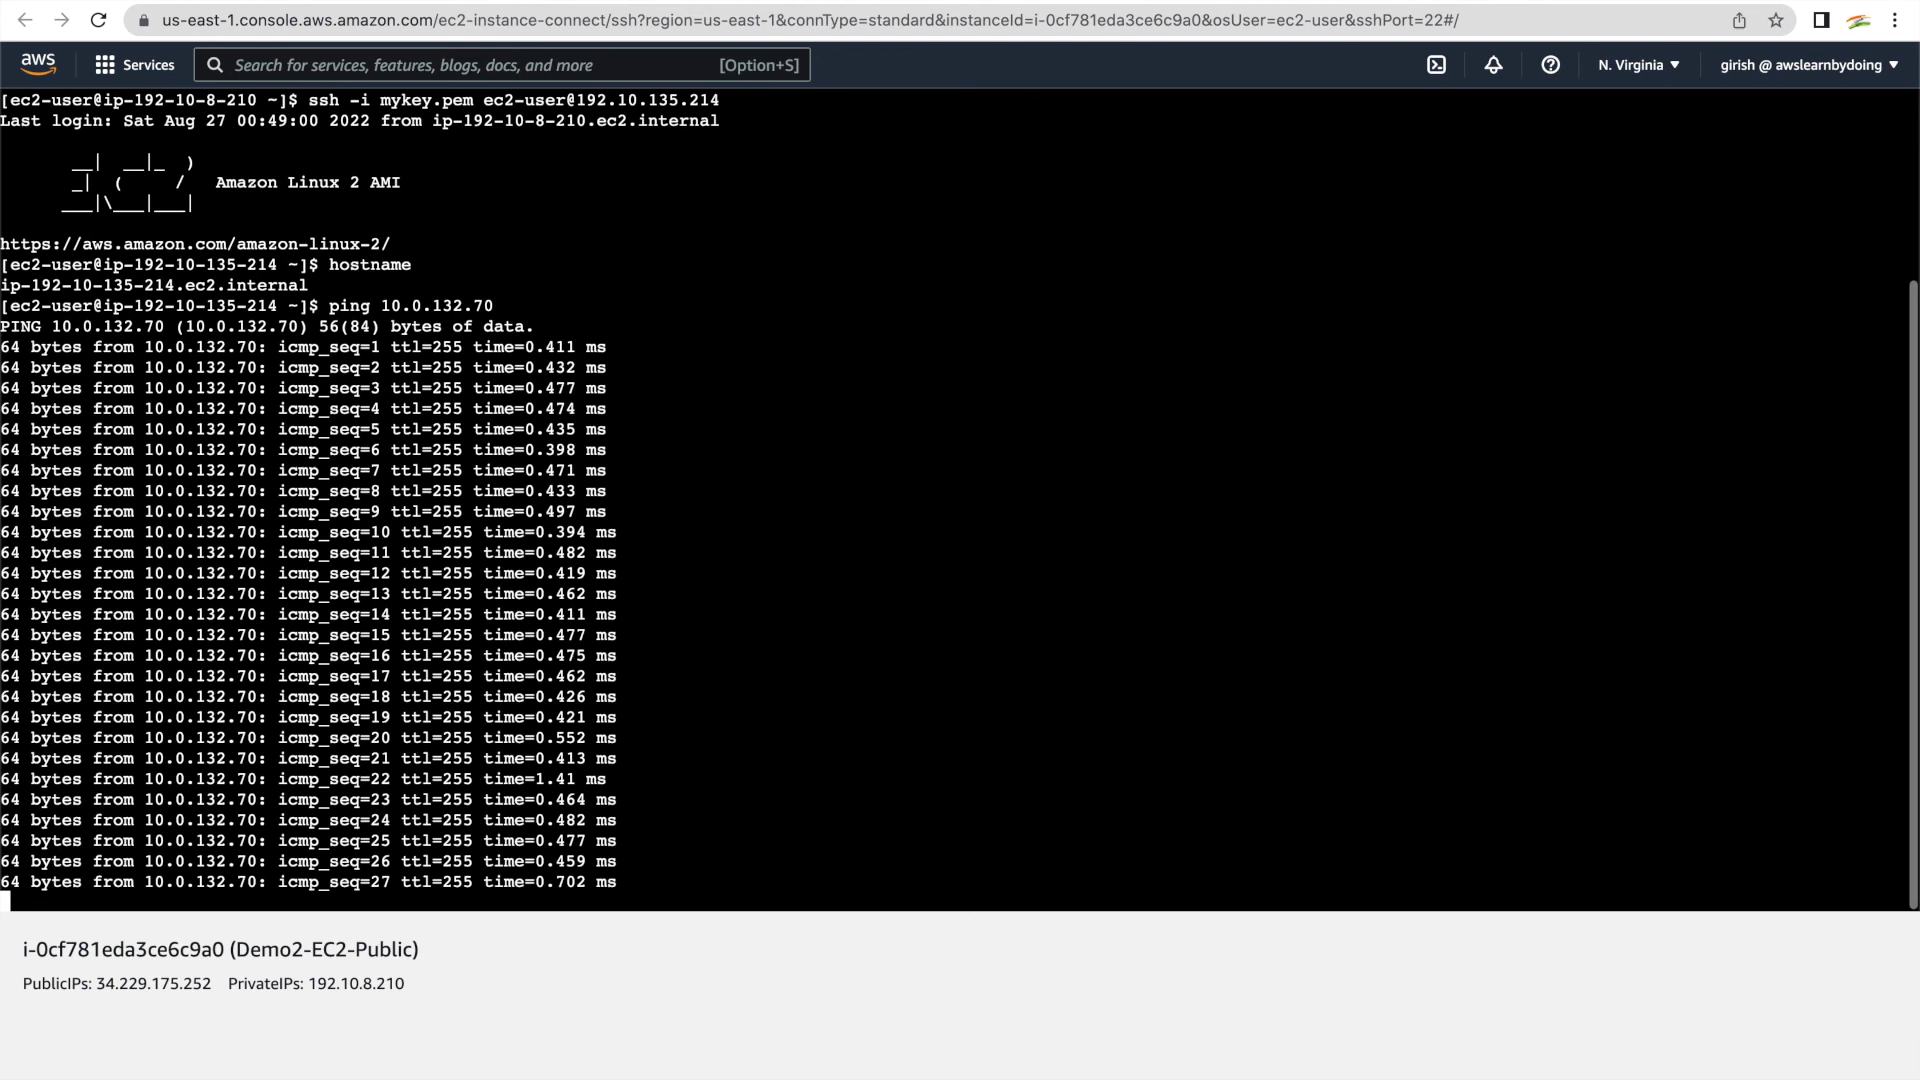 us-east-1.console.aws.amazon.com/ec2-instance-connect/ssh?region=us-east-1&connType=standard&instanceId=i-0cf781eda3ce6c9a0&osUser=ec2-user&sshPort=22#/
aws Services Search for services, features, blogs, docs, and more [Option+S] N. Virginia girish @ awslearnbydoing
[ec2-user@ip-192-10-8-210 ~]$ ssh -i mykey.pem ec2-user@192.10.135.214
Last login: Sat Aug 27 00:49:00 2022 from ip-192-10-8-210.ec2.internal
__|  __|_  )
_|  (     /   Amazon Linux 2 AMI
___|\___|___|
https://aws.amazon.com/amazon-linux-2/
[ec2-user@ip-192-10-135-214 ~]$ hostname
ip-192-10-135-214.ec2.internal
[ec2-user@ip-192-10-135-214 ~]$ ping 10.0.132.70
PING 10.0.132.70 (10.0.132.70) 56(84) bytes of data.
64 bytes from 10.0.132.70: icmp_seq=1 ttl=255 time=0.411 ms
64 bytes from 10.0.132.70: icmp_seq=2 ttl=255 time=0.432 ms
64 bytes from 10.0.132.70: icmp_seq=3 ttl=255 time=0.477 ms
64 bytes from 10.0.132.70: icmp_seq=4 ttl=255 time=0.474 ms
64 bytes from 10.0.132.70: icmp_seq=5 ttl=255 time=0.435 ms
64 bytes from 10.0.132.70: icmp_seq=6 ttl=255 time=0.398 ms
64 bytes from 10.0.132.70: icmp_seq=7 ttl=255 time=0.471 ms
64 bytes from 10.0.132.70: icmp_seq=8 ttl=255 time=0.433 ms
64 bytes from 10.0.132.70: icmp_seq=9 ttl=255 time=0.497 ms
64 bytes from 10.0.132.70: icmp_seq=10 ttl=255 time=0.394 ms
64 bytes from 10.0.132.70: icmp_seq=11 ttl=255 time=0.482 ms
64 bytes from 10.0.132.70: icmp_seq=12 ttl=255 time=0.419 ms
64 bytes from 10.0.132.70: icmp_seq=13 ttl=255 time=0.462 ms
64 bytes from 10.0.132.70: icmp_seq=14 ttl=255 time=0.411 ms
64 bytes from 10.0.132.70: icmp_seq=15 ttl=255 time=0.477 ms
64 bytes from 10.0.132.70: icmp_seq=16 ttl=255 time=0.475 ms
64 bytes from 10.0.132.70: icmp_seq=17 ttl=255 time=0.462 ms
64 bytes from 10.0.132.70: icmp_seq=18 ttl=255 time=0.426 ms
64 bytes from 10.0.132.70: icmp_seq=19 ttl=255 time=0.421 ms
64 bytes from 10.0.132.70: icmp_seq=20 ttl=255 time=0.552 ms
64 bytes from 10.0.132.70: icmp_seq=21 ttl=255 time=0.413 ms
64 bytes from 10.0.132.70: icmp_seq=22 ttl=255 time=1.41 ms
64 bytes from 10.0.132.70: icmp_seq=23 ttl=255 time=0.464 ms
64 bytes from 10.0.132.70: icmp_seq=24 ttl=255 time=0.482 ms
64 bytes from 10.0.132.70: icmp_seq=25 ttl=255 time=0.477 ms
64 bytes from 10.0.132.70: icmp_seq=26 ttl=255 time=0.459 ms
64 bytes from 10.0.132.70: icmp_seq=27 ttl=255 time=0.702 ms
i-0cf781eda3ce6c9a0 (Demo2-EC2-Public)
PublicIPs: 34.229.175.252 PrivateIPs: 192.10.8.210